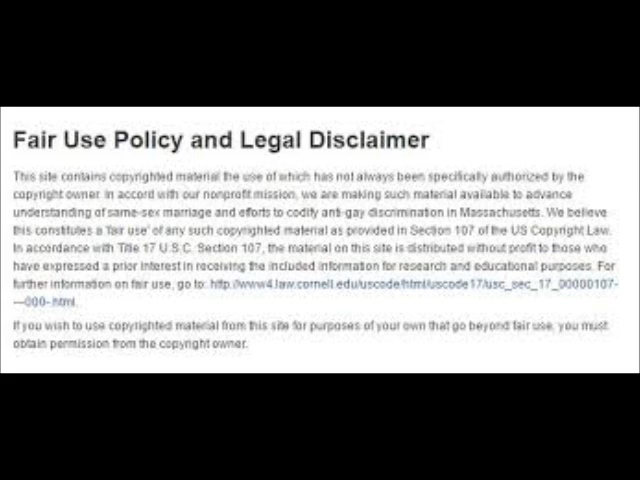 Fair Use Policy and Legal Disclaimer
This site contains copyrighted material the use of which has not always been specifically authorized by the
copyright owner. In accord with our nonprofit mission, we are making such material available to advance
understanding of same-sex marriage and efforts to codify anti-gay discrimination in Massachusetts. We believe
this constitutes a 'fair use' of any such copyrighted material as provided in Section 107 of the US Copyright Law.
In accordance with Title 17 U.S.C. Section 107, the material on this site is distributed without profit to those who
have expressed a prior interest in receiving the included information for research and educational purposes. For
further information on fair use, go to: http://www4.law.cornell.edu/uscode/html/uscode17/usc_sec_17_00000107-
---000-.html.
If you wish to use copyrighted material from this site for purposes of your own that go beyond fair use, you must
obtain permission from the copyright owner.